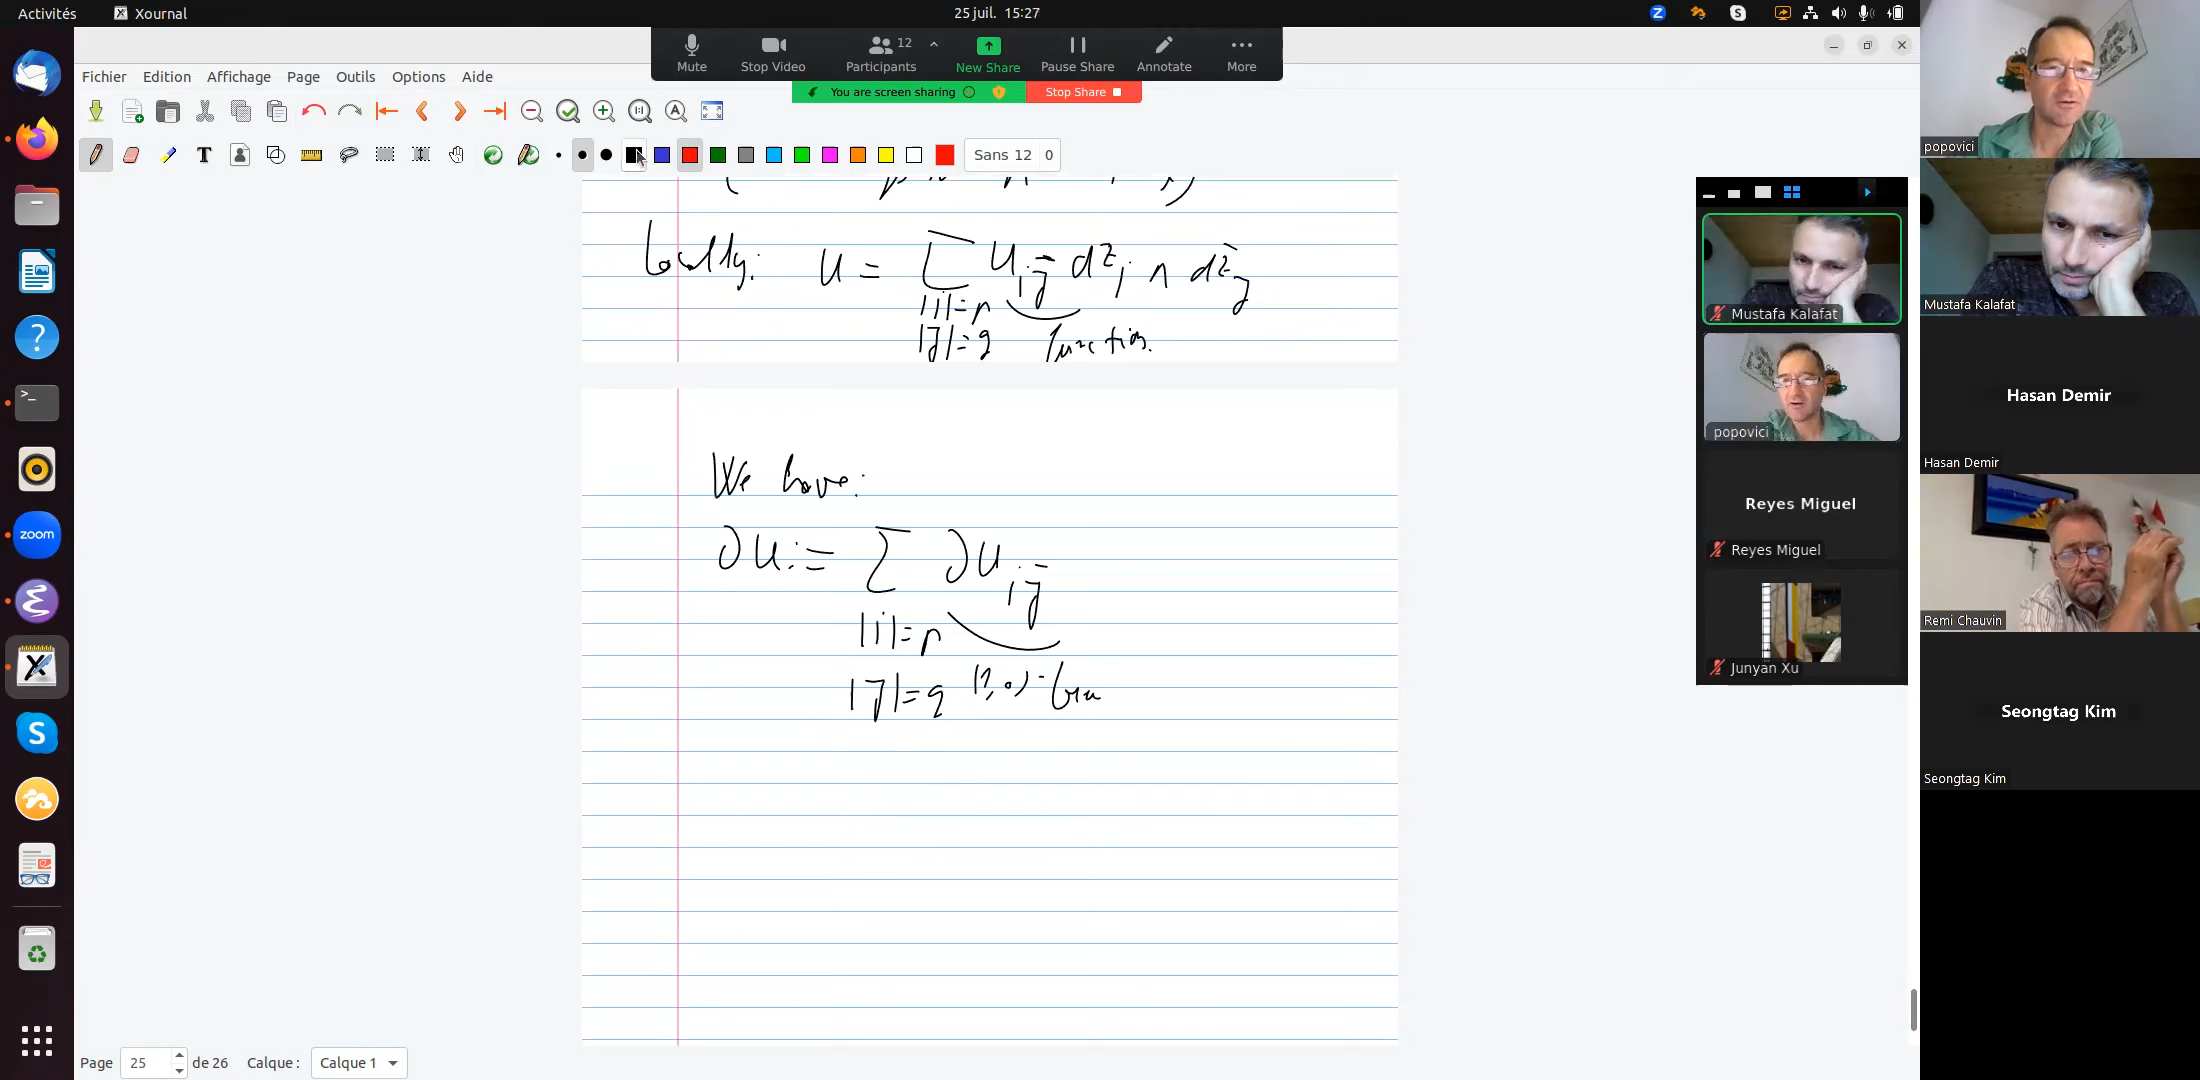 Activités Xournal 25 juil. 15:27
Fichier Edition Affichage Page Outils Options Aide
Mute Stop Video Participants 12 New Share Pause Share Annotate More
You are screen sharing Stop Share
Sans 12 0
Locally: u = ∑ u_{IJ̄} dz_I ∧ dz̄_J
|I|=p
|J|=q function.
We have:
∂u := ∑ ∂u_{IJ̄}
|I|=p
|J|=q (1,0)-
zoom
Page 25 de 26 Calque : Calque 1
Mustafa Kalafat
popovici
Reyes Miguel
Reyes Miguel
Junyan Xu
popovici
Mustafa Kalafat
Hasan Demir
Hasan Demir
Remi Chauvin
Seongtag Kim
Seongtag Kim